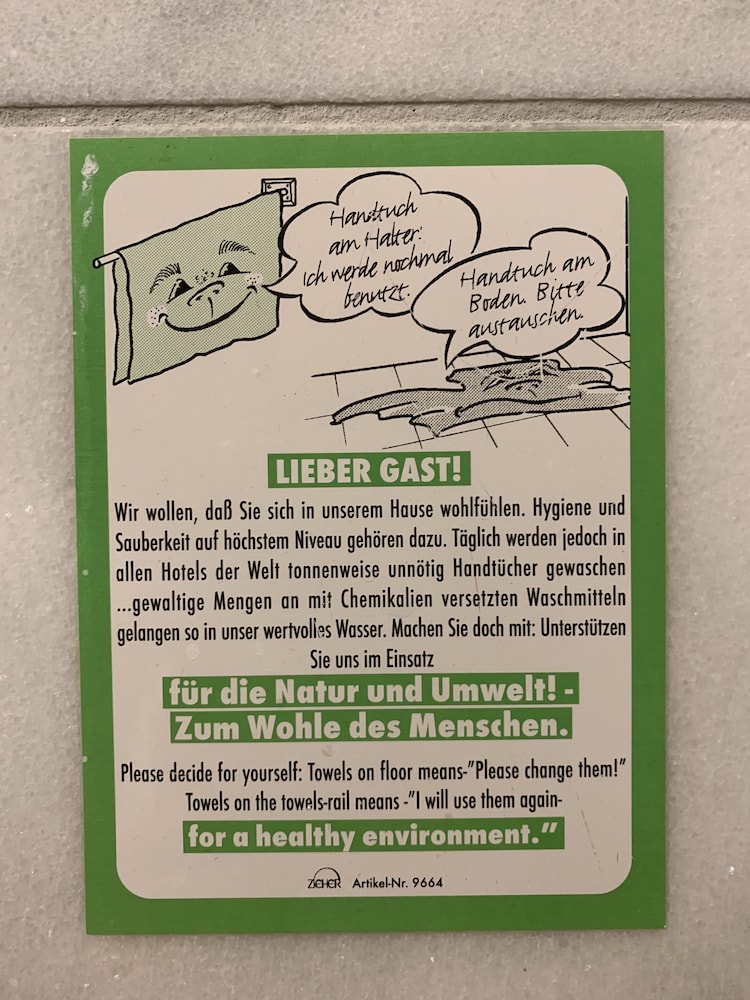 Handtuch
am Halter:
Ich werde nochmal
benutzt.
Handtuch am
Boden. Bitte
austauschen.
LIEBER GAST!
Wir wollen, daß Sie sich in unserem Hause wohlfühlen. Hygiene und
Sauberkeit auf höchstem Niveau gehören dazu. Täglich werden jedoch in
allen Hotels der Welt tonnenweise unnötig Handtücher gewaschen
...gewaltige Mengen an mit Chemikalien versetzten Waschmitteln
gelangen so in unser wertvolles Wasser. Machen Sie doch mit: Unterstützen
Sie uns im Einsatz
für die Natur und Umwelt! -
Zum Wohle des Menschen.
Please decide for yourself: Towels on floor means-"Please change them!"
Towels on the towels-rail means -"I will use them again-
for a healthy environment."
ZIEHER Artikel-Nr. 9664